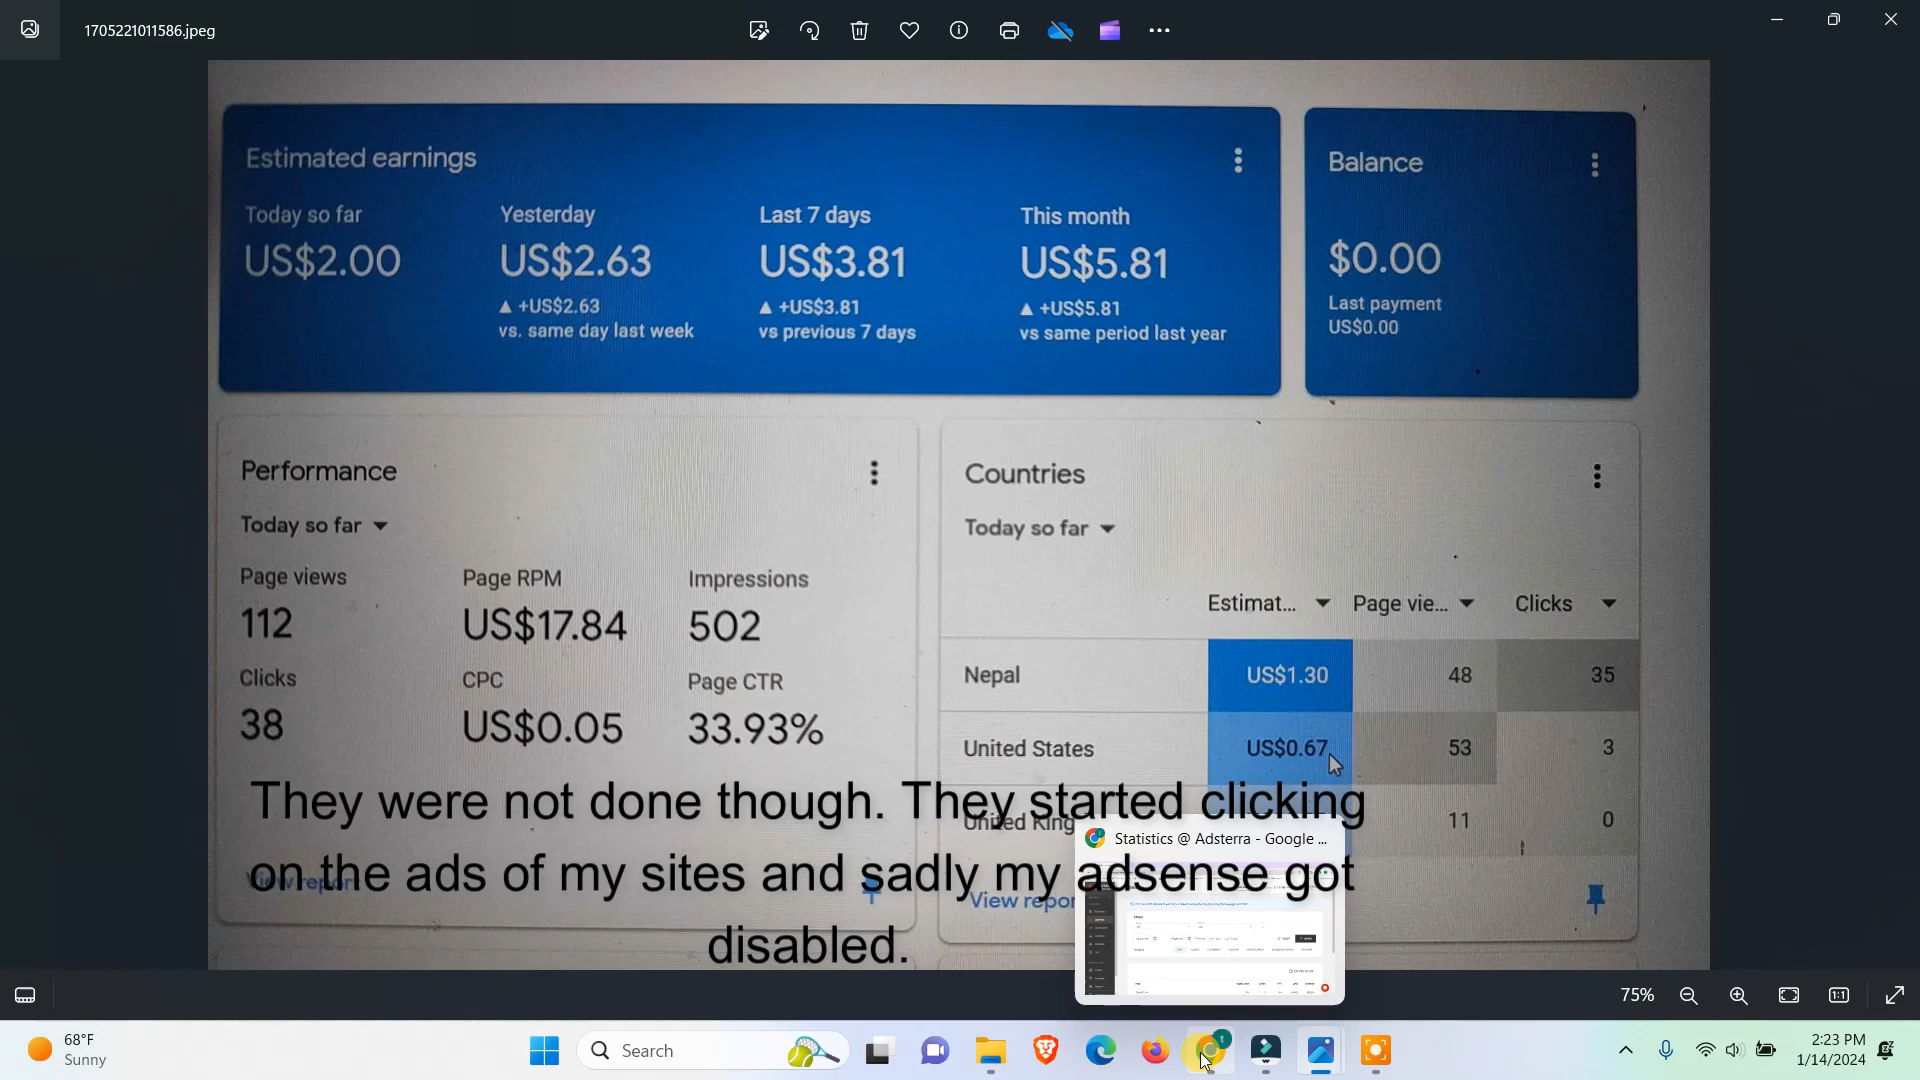 1705221011586.jpeg
Estimated earnings
Today so far
US$2.00
Yesterday
US$2.63
▲ +US$2.63
vs. same day last week
Last 7 days
US$3.81
▲ +US$3.81
vs previous 7 days
This month
US$5.81
▲ +US$5.81
vs same period last year
Balance
$0.00
Last payment
US$0.00
Performance
Today so far
Page views
112
Page RPM
US$17.84
Impressions
502
Clicks
38
CPC
US$0.05
Page CTR
33.93%
View report
Countries
Today so far
Estimat... Page vie... Clicks
Nepal US$1.30 48 35
United States US$0.67 53 3
United King 11 0
View repor
They were not done though. They started clicking
on the ads of my sites and sadly my adsense got
disabled.
Statistics @ Adsterra - Google ...
75%
68°F
Sunny
Search
2:23 PM
1/14/2024